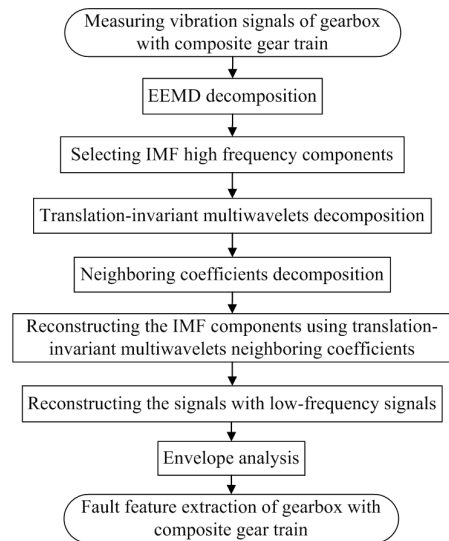 Measuring vibration signals of gearbox
with composite gear train
EEMD decomposition
Selecting IMF high frequency components
Translation-invariant multiwavelets decomposition
Neighboring coefficients decomposition
Reconstructing the IMF components using translation-
invariant multiwavelets neighboring coefficients
Reconstructing the signals with low-frequency signals
Envelope analysis
Fault feature extraction of gearbox with
composite gear train